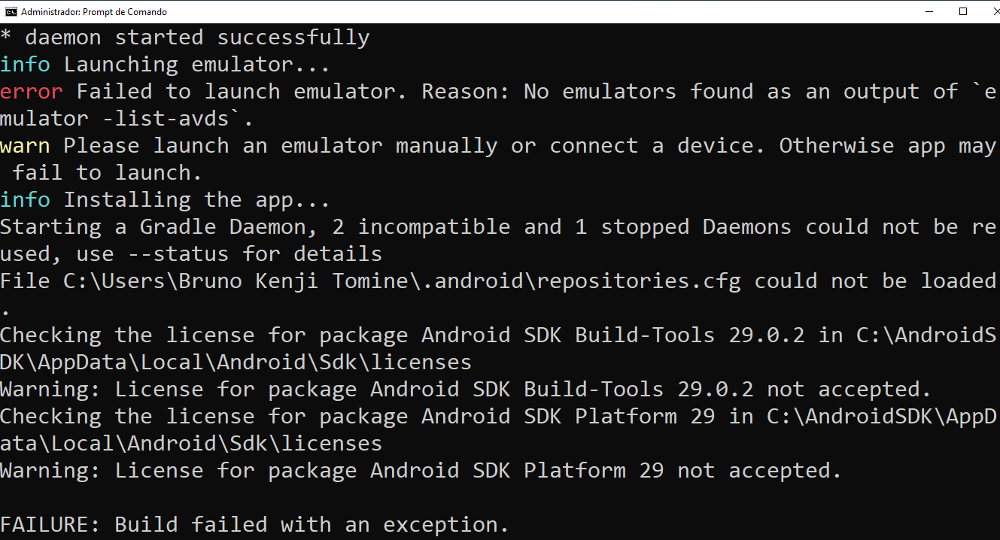 Administrador: Prompt de Comando
* daemon started successfully
info Launching emulator...
error Failed to launch emulator. Reason: No emulators found as an output of `e
mulator -list-avds`.
warn Please launch an emulator manually or connect a device. Otherwise app may
 fail to launch.
info Installing the app...
Starting a Gradle Daemon, 2 incompatible and 1 stopped Daemons could not be re
used, use --status for details
File C:\Users\Bruno Kenji Tomine\.android\repositories.cfg could not be loaded
.
Checking the license for package Android SDK Build-Tools 29.0.2 in C:\AndroidS
DK\AppData\Local\Android\Sdk\licenses
Warning: License for package Android SDK Build-Tools 29.0.2 not accepted.
Checking the license for package Android SDK Platform 29 in C:\AndroidSDK\AppD
ata\Local\Android\Sdk\licenses
Warning: License for package Android SDK Platform 29 not accepted.
FAILURE: Build failed with an exception.